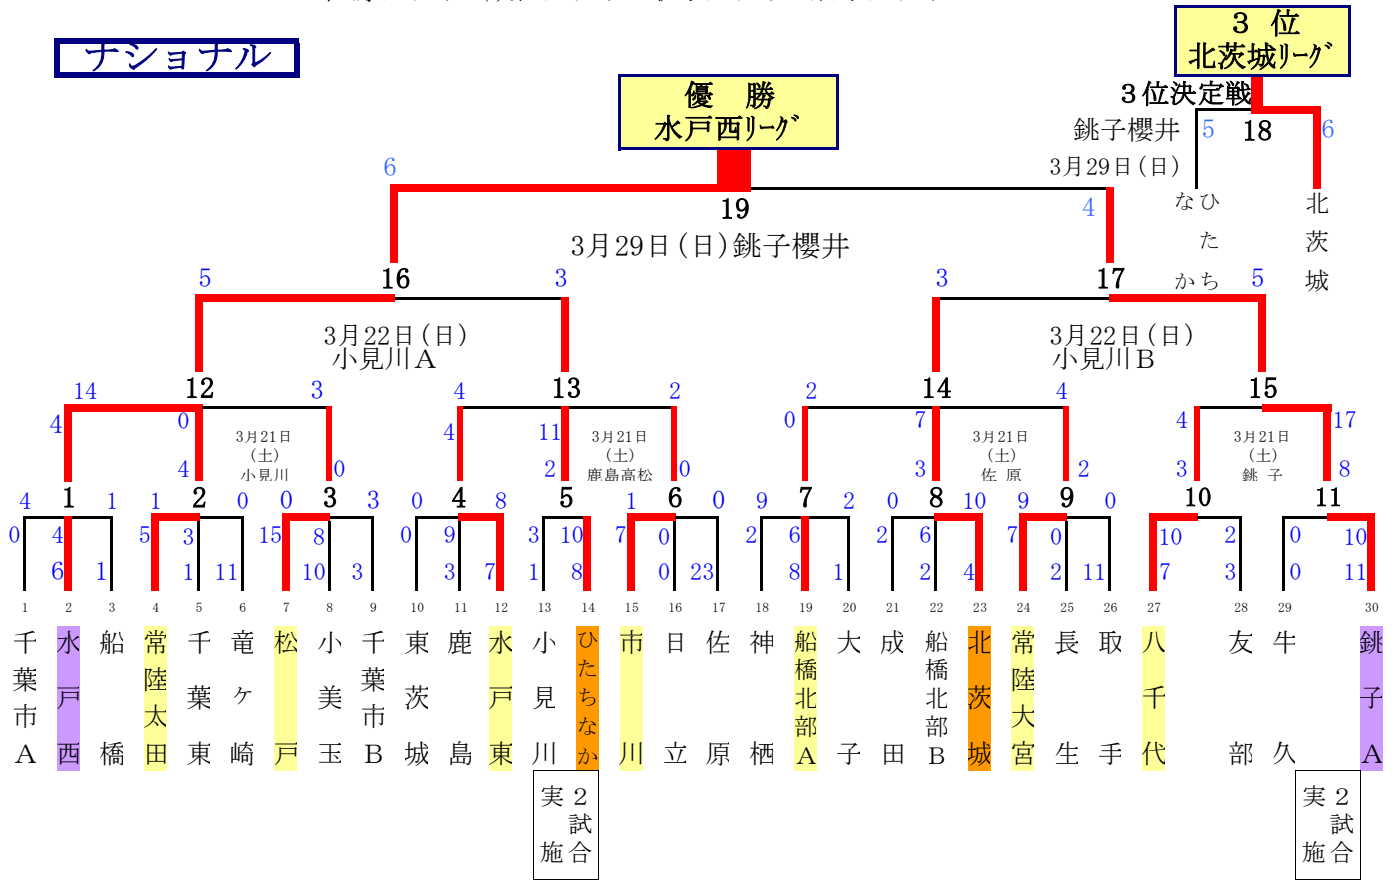 ３ 位
北茨城ﾘｰｸﾞ
ナショナル
優　勝
水戸西ﾘｰｸﾞ
３位決定戦
銚子櫻井 5 18 6
3月29日(日)
6
19
4
ひたちなか
北茨城
3月29日(日)銚子櫻井
5 16 3 3 17 5
3月22日(日)
小見川Ａ
3月22日(日)
小見川Ｂ
14 12 3 4 13 2 2 14 4 15
4 0 4 11 0 7 4 17
3月21日
(土)
小見川
3月21日
(土)
鹿島高松
3月21日
(土)
佐 原
3月21日
(土)
銚 子
4 0 2 0 3 2 3 8
4 1 1 1 2 0 0 3 3 0 4 8 5 1 6 0 9 7 2 0 8 10 9 9 0 10 11
0 4 5 3 15 8 0 9 3 10 7 0 2 6 2 6 7 0 10 2 0 10
6 1 1 11 10 3 3 7 1 8 0 23 8 1 2 4 2 11 7 3 0 11
1 2 3 4 5 6 7 8 9 10 11 12 13 14 15 16 17 18 19 20 21 22 23 24 25 26 27 28 29 30
千葉市Ａ
水戸西
船橋
常陸太田
千葉東
竜ヶ崎
松戸
小美玉
千葉市Ｂ
東茨城
鹿島
水戸東
小見川
ひたちなか
市川
日立
佐原
神栖
船橋北部Ａ
大子
成田
船橋北部Ｂ
北茨城
常陸大宮
長生
取手
八千代
友部
牛久
銚子Ａ
２試合
実施
２試合
実施